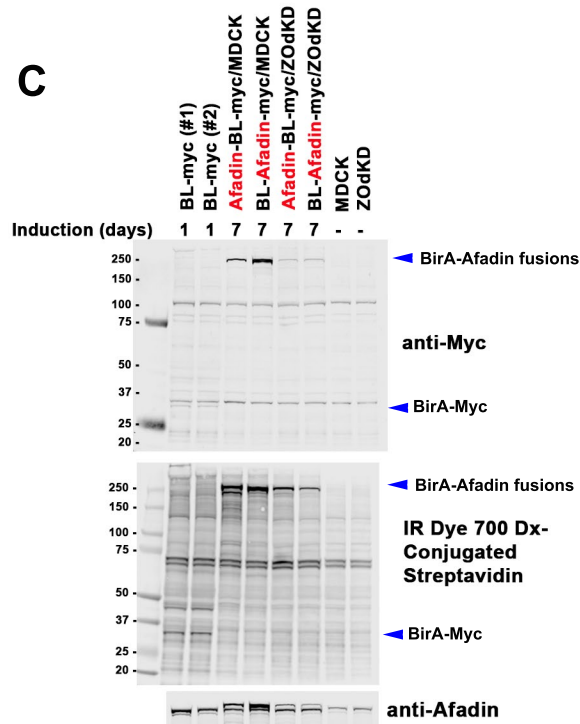 C
BL-myc (#1)
BL-myc (#2)
Afadin-BL-myc/MDCK
BL-Afadin-myc/MDCK
Afadin-BL-myc/ZOdKD
BL-Afadin-myc/ZOdKD
MDCK
ZOdKD
Induction (days) 1 1 7 7 7 7 - -
250 -
150 -
100 -
75 -
50 -
37 -
25 -
20 -
BirA-Afadin fusions
anti-Myc
BirA-Myc
250 -
150 -
100 -
75 -
50 -
37 -
25 -
20 -
BirA-Afadin fusions
IR Dye 700 Dx-
Conjugated
Streptavidin
BirA-Myc
anti-Afadin